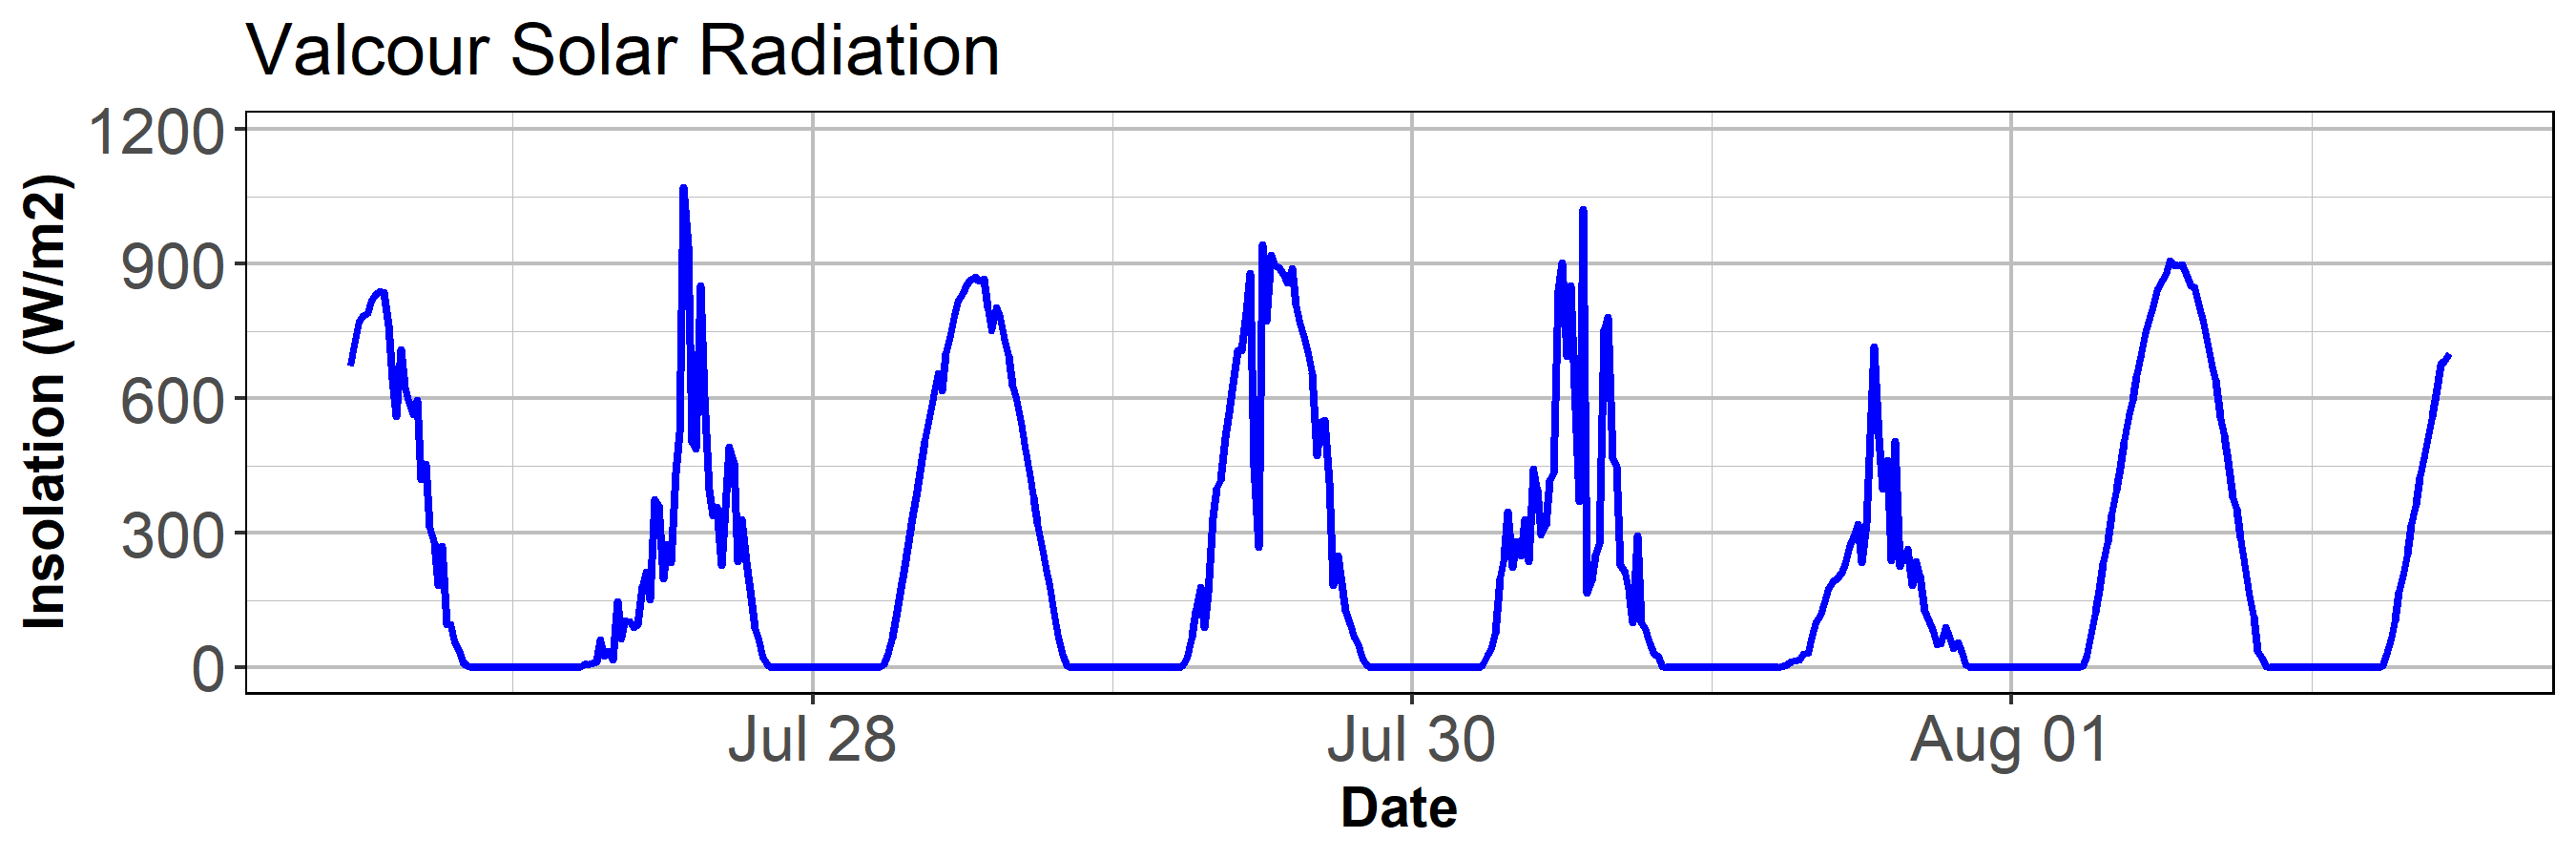 Valcour Solar Radiation
1200
900
600
300
0
Insolation (W/m2)
Jul 28 Jul 30 Aug 01
Date